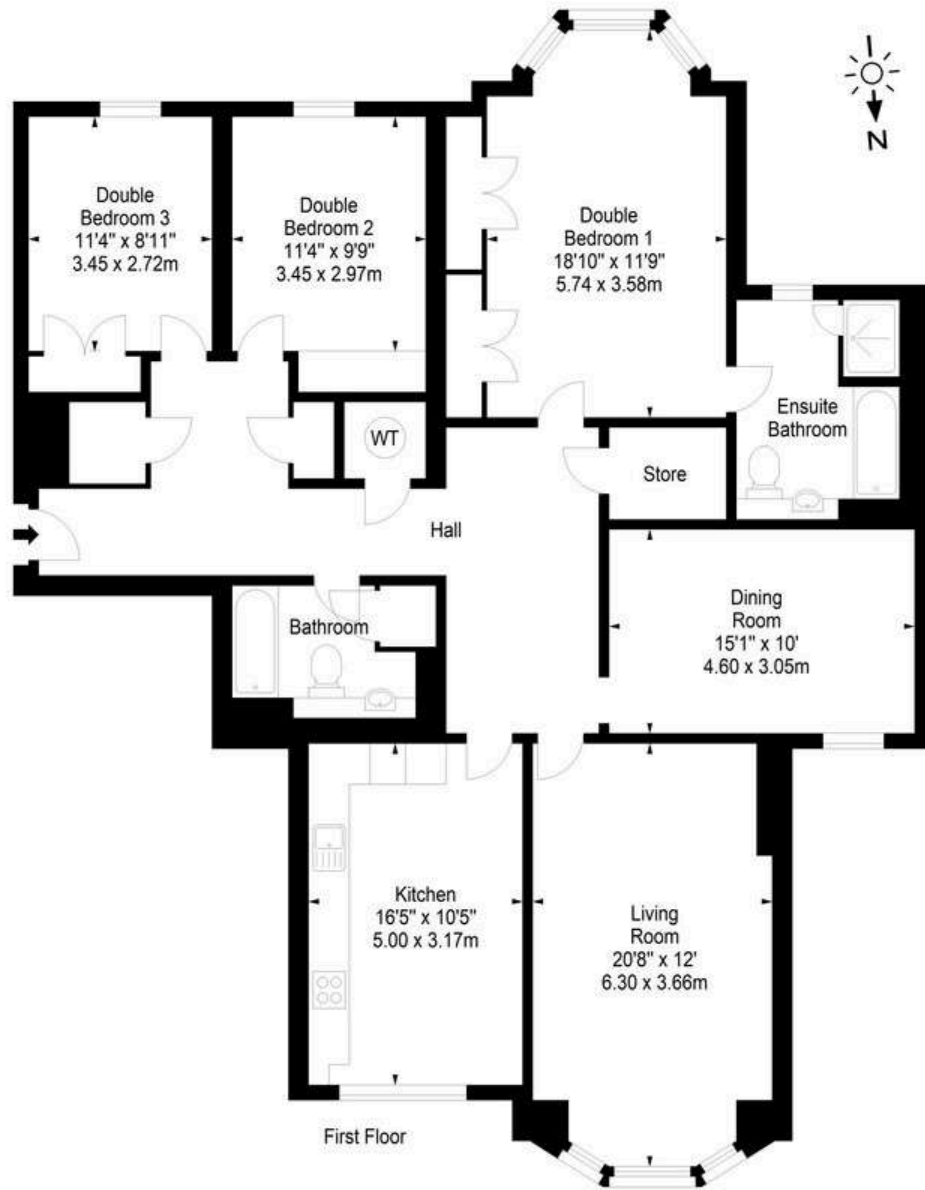 N
Double
Bedroom 3
11'4" x 8'11"
3.45 x 2.72m
Double
Bedroom 2
11'4" x 9'9"
3.45 x 2.97m
Double
Bedroom 1
18'10" x 11'9"
5.74 x 3.58m
Ensuite
Bathroom
WT
Store
Hall
Bathroom
Dining
Room
15'1" x 10'
4.60 x 3.05m
Kitchen
16'5" x 10'5"
5.00 x 3.17m
Living
Room
20'8" x 12'
6.30 x 3.66m
First Floor